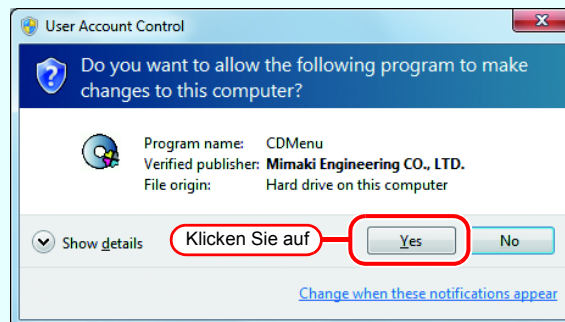 User Account Control
Do you want to allow the following program to make
changes to this computer?
Program name: CDMenu
Verified publisher: Mimaki Engineering CO., LTD.
File origin: Hard drive on this computer
Show details
Klicken Sie auf
Yes
No
Change when these notifications appear